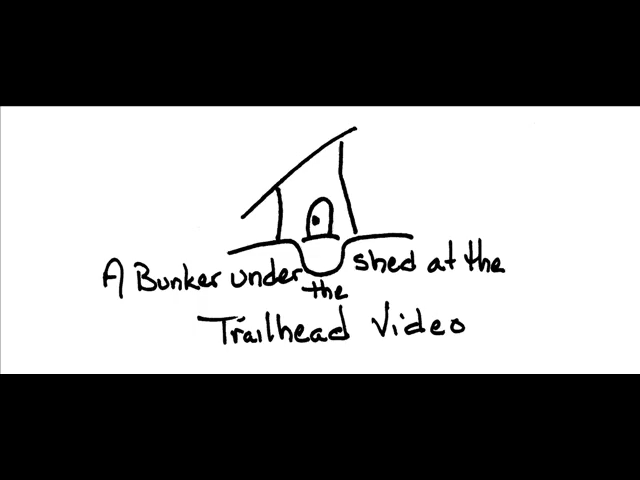 A Bunker under the shed at the
Trailhead Video